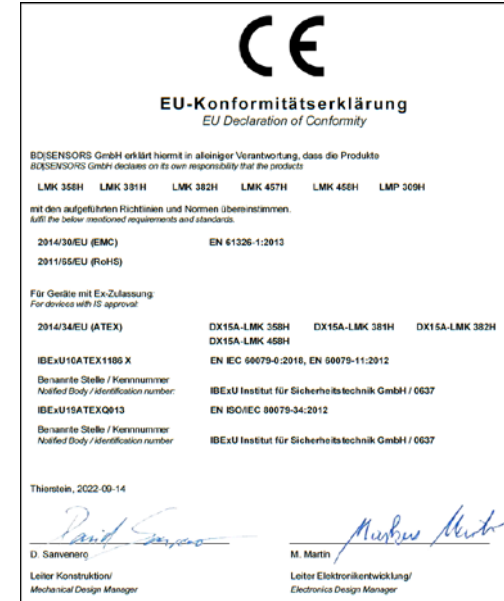 CE
EU-Konformitätserklärung
EU Declaration of Conformity
BD|SENSORS GmbH erklärt hiermit in alleiniger Verantwortung, dass die Produkte
BD|SENSORS GmbH declares on its own responsibility that the products
LMK 358H LMK 381H LMK 382H LMK 457H LMK 458H LMP 309H
mit den aufgeführten Richtlinien und Normen übereinstimmen.
fulfil the below mentioned requirements and standards.
2014/30/EU (EMC) EN 61326-1:2013
2011/65/EU (RoHS)
Für Geräte mit Ex-Zulassung:
For devices with IS approval:
2014/34/EU (ATEX) DX15A-LMK 358H DX15A-LMK 381H DX15A-LMK 382H
DX15A-LMK 458H
IBExU10ATEX1186 X EN IEC 60079-0:2018, EN 60079-11:2012
Benannte Stelle / Kennnummer
Notified Body / identification number: IBExU Institut für Sicherheitstechnik GmbH / 0637
IBExU19ATEXQ013 EN ISO/IEC 80079-34:2012
Benannte Stelle / Kennnummer
Notified Body / identification number IBExU Institut für Sicherheitstechnik GmbH / 0637
Thierstein, 2022-09-14
David Sanvenero Markus Martin
D. Sanvenero M. Martin
Leiter Konstruktion/ Leiter Elektronikentwicklung/
Mechanical Design Manager Electronics Design Manager